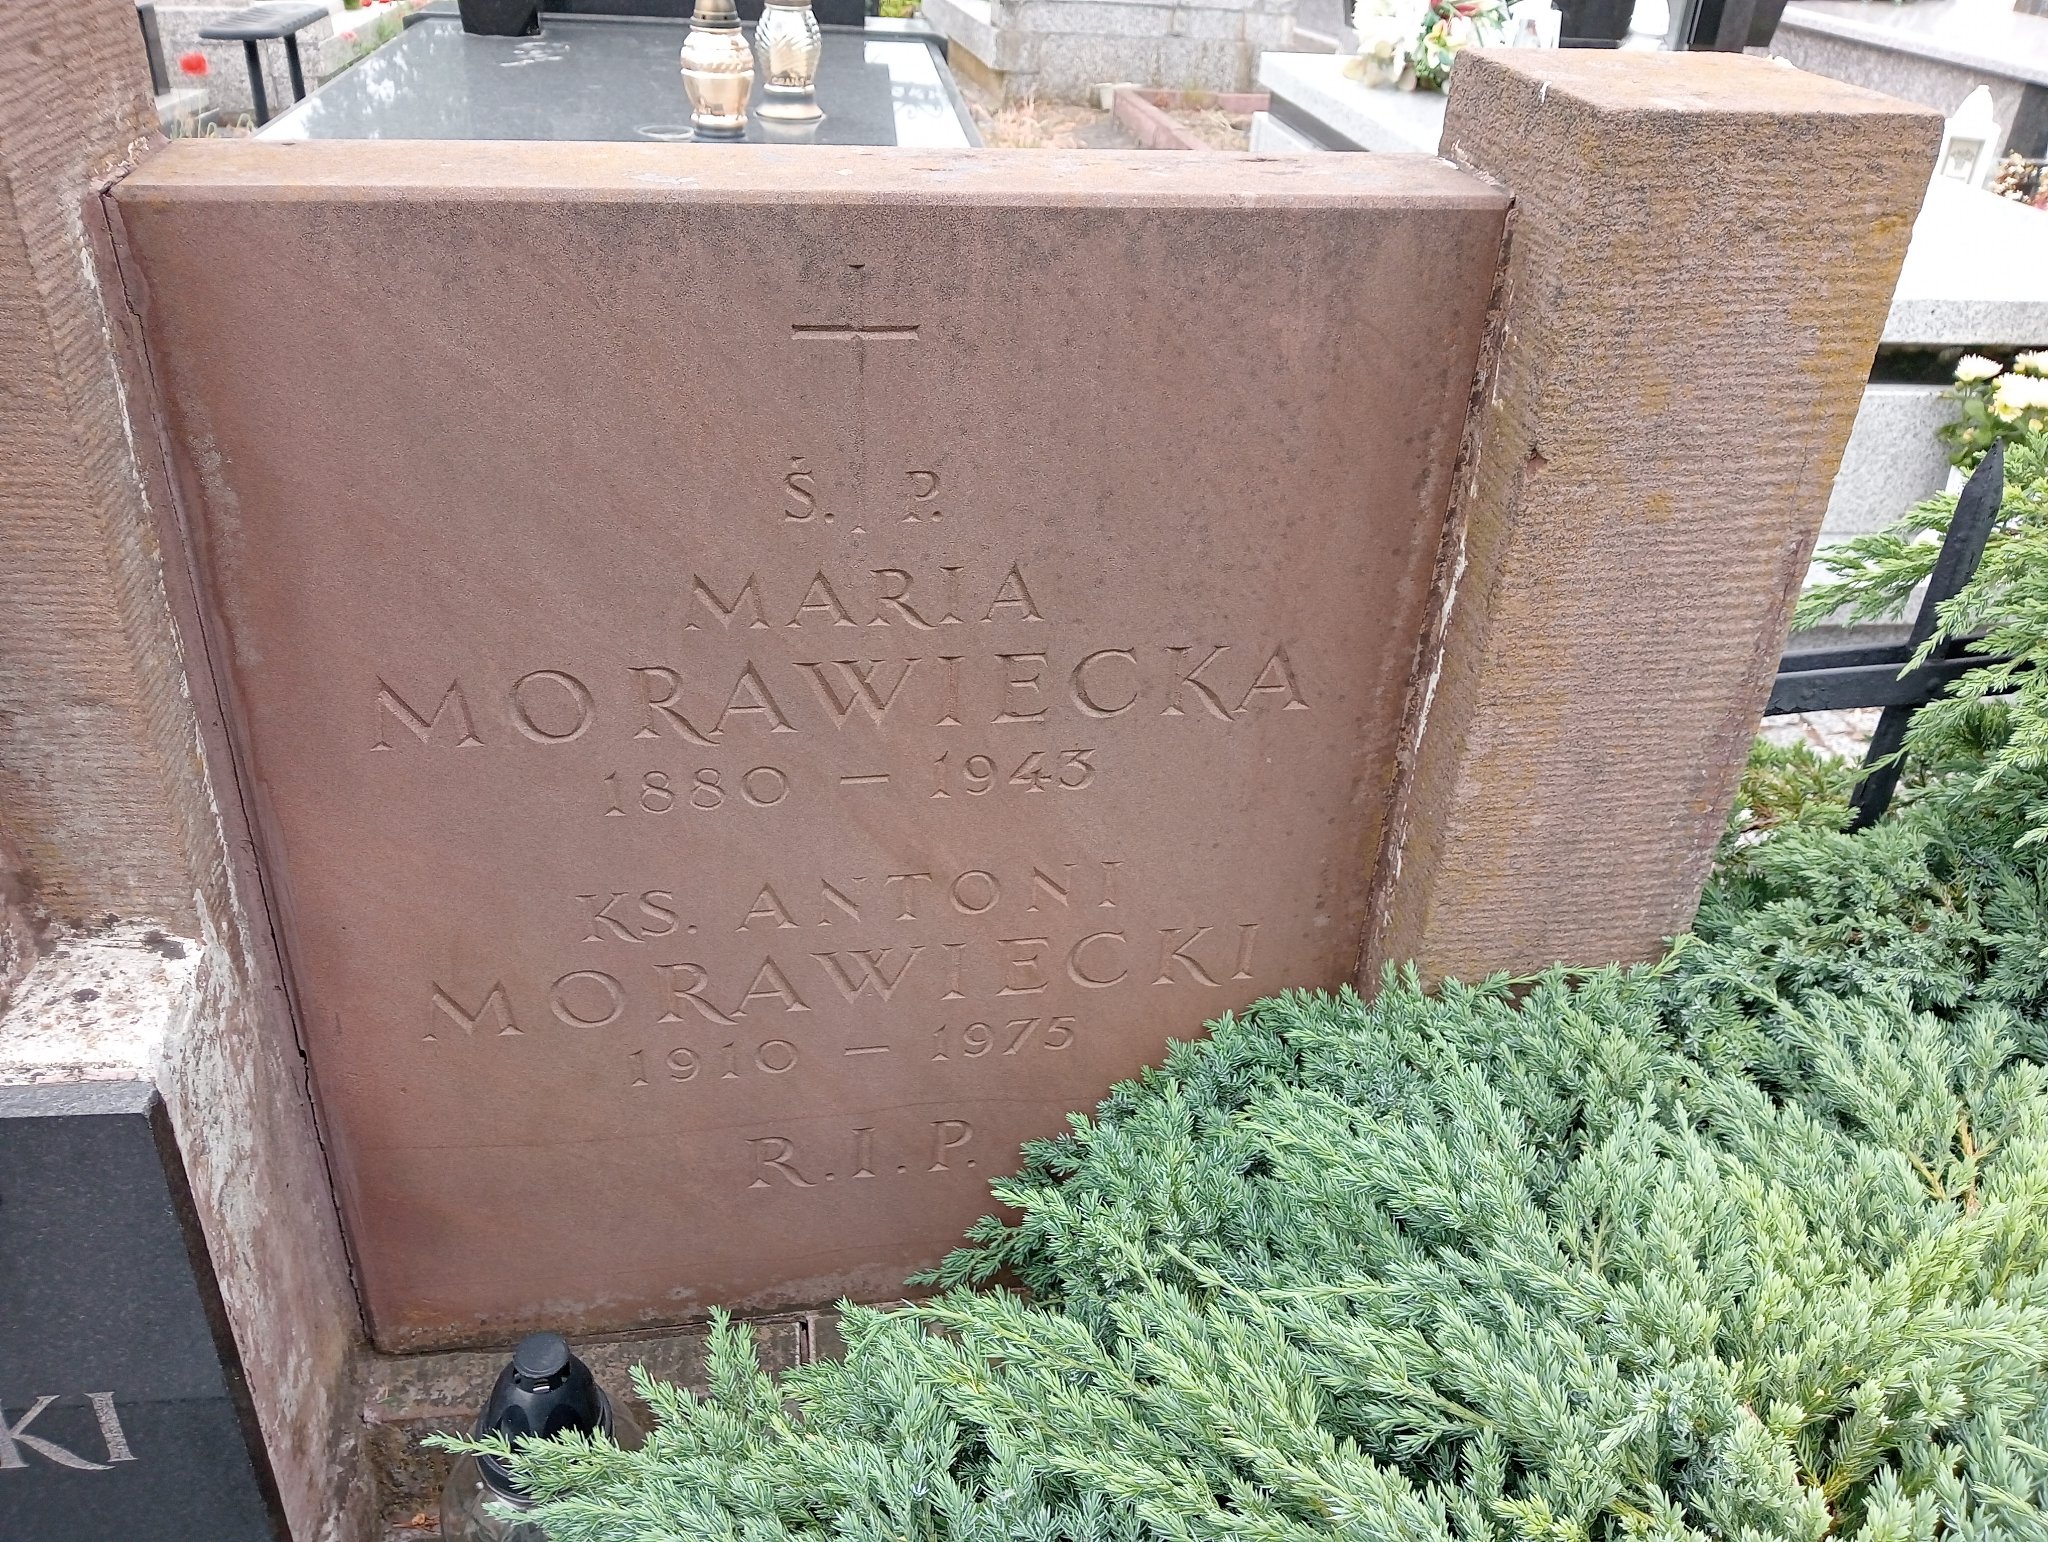 Ś. P.
MARIA
MORAWIECKA
1880 – 1943
KS. ANTONI
MORAWIECKI
1910 – 1975
R.I.P.
KI